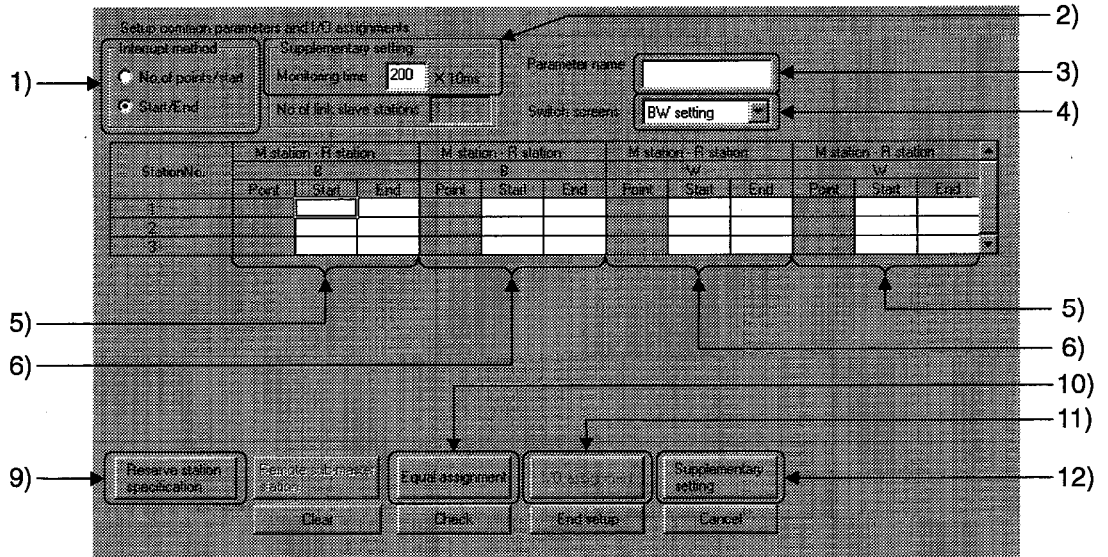 Setup common parameters and I/O assignments
Interrupt method
No.of points/start
Start/End
Supplementary setting
Monitoring time 200 X 10ms
No.of link slave stations
Parameter name
Switch screens BW setting
1)
2)
3)
4)
StationNo.
M station - R station M station - R station M station - R station M station - R station
B B W W
Point Start End Point Start End Point Start End Point Start End
1
2
3
5)
6)
5)
6)
10)
11)
9)
12)
Reserve station specification
Remote sub-master station
Equal assignment
Supplementary setting
Clear Check End setup Cancel